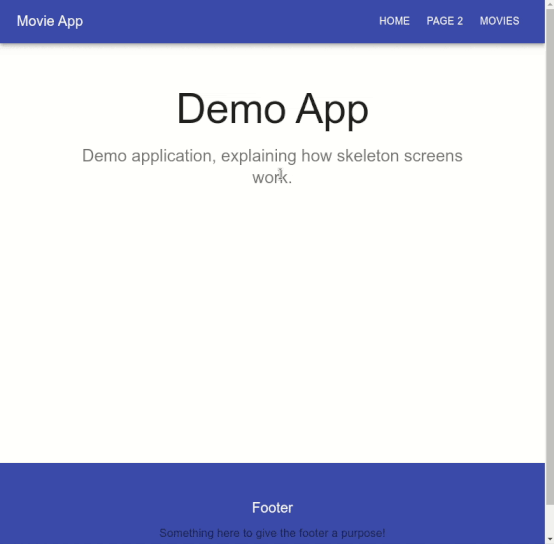 Movie App
HOME PAGE 2 MOVIES
Demo App
Demo application, explaining how skeleton screens
work.
Footer
Something here to give the footer a purpose!